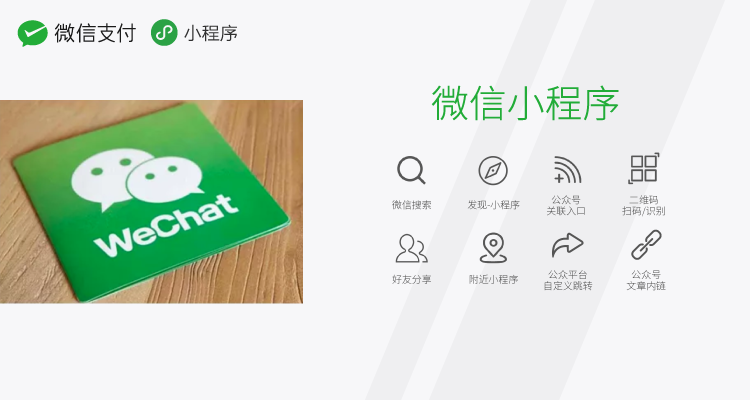 微信支付
小程序
微信小程序
WeChat
微信搜索
发现-小程序
公众号
关联入口
二维码
扫码/识别
好友分享
附近小程序
公众平台
自定义跳转
公众号
文章内链